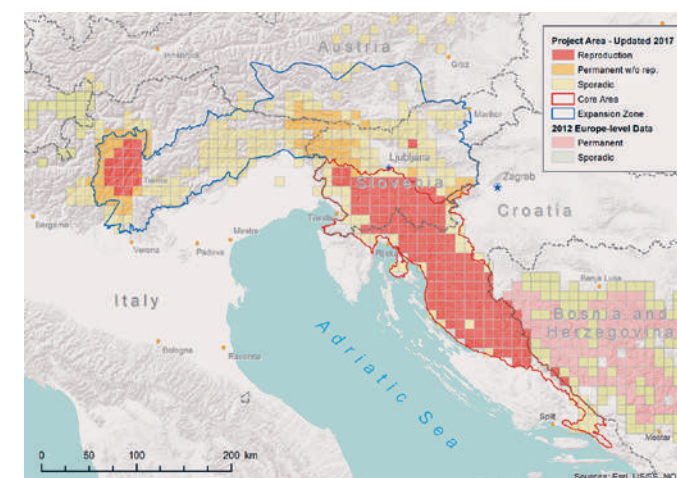 Austria
Innsbruck
Graz
Project Area - Updated 2017
Reproduction
Permanent w/o rep.
Sporadic
Core Area
Expansion Zone
2012 Europe-level Data
Permanent
Sporadic
Maribor
Ljubljana
Slovenia
Zagreb
Croatia
Trento
Bergamo
Verona
Padova
Mestre
Trieste
Rijeka
Banja Luka
Bosnia and
Herzegovina
Italy
Bologna
Ravenna
Adriatic Sea
Split
Mostar
0 50 100 200 km
Sources: Esri, USGS, NO